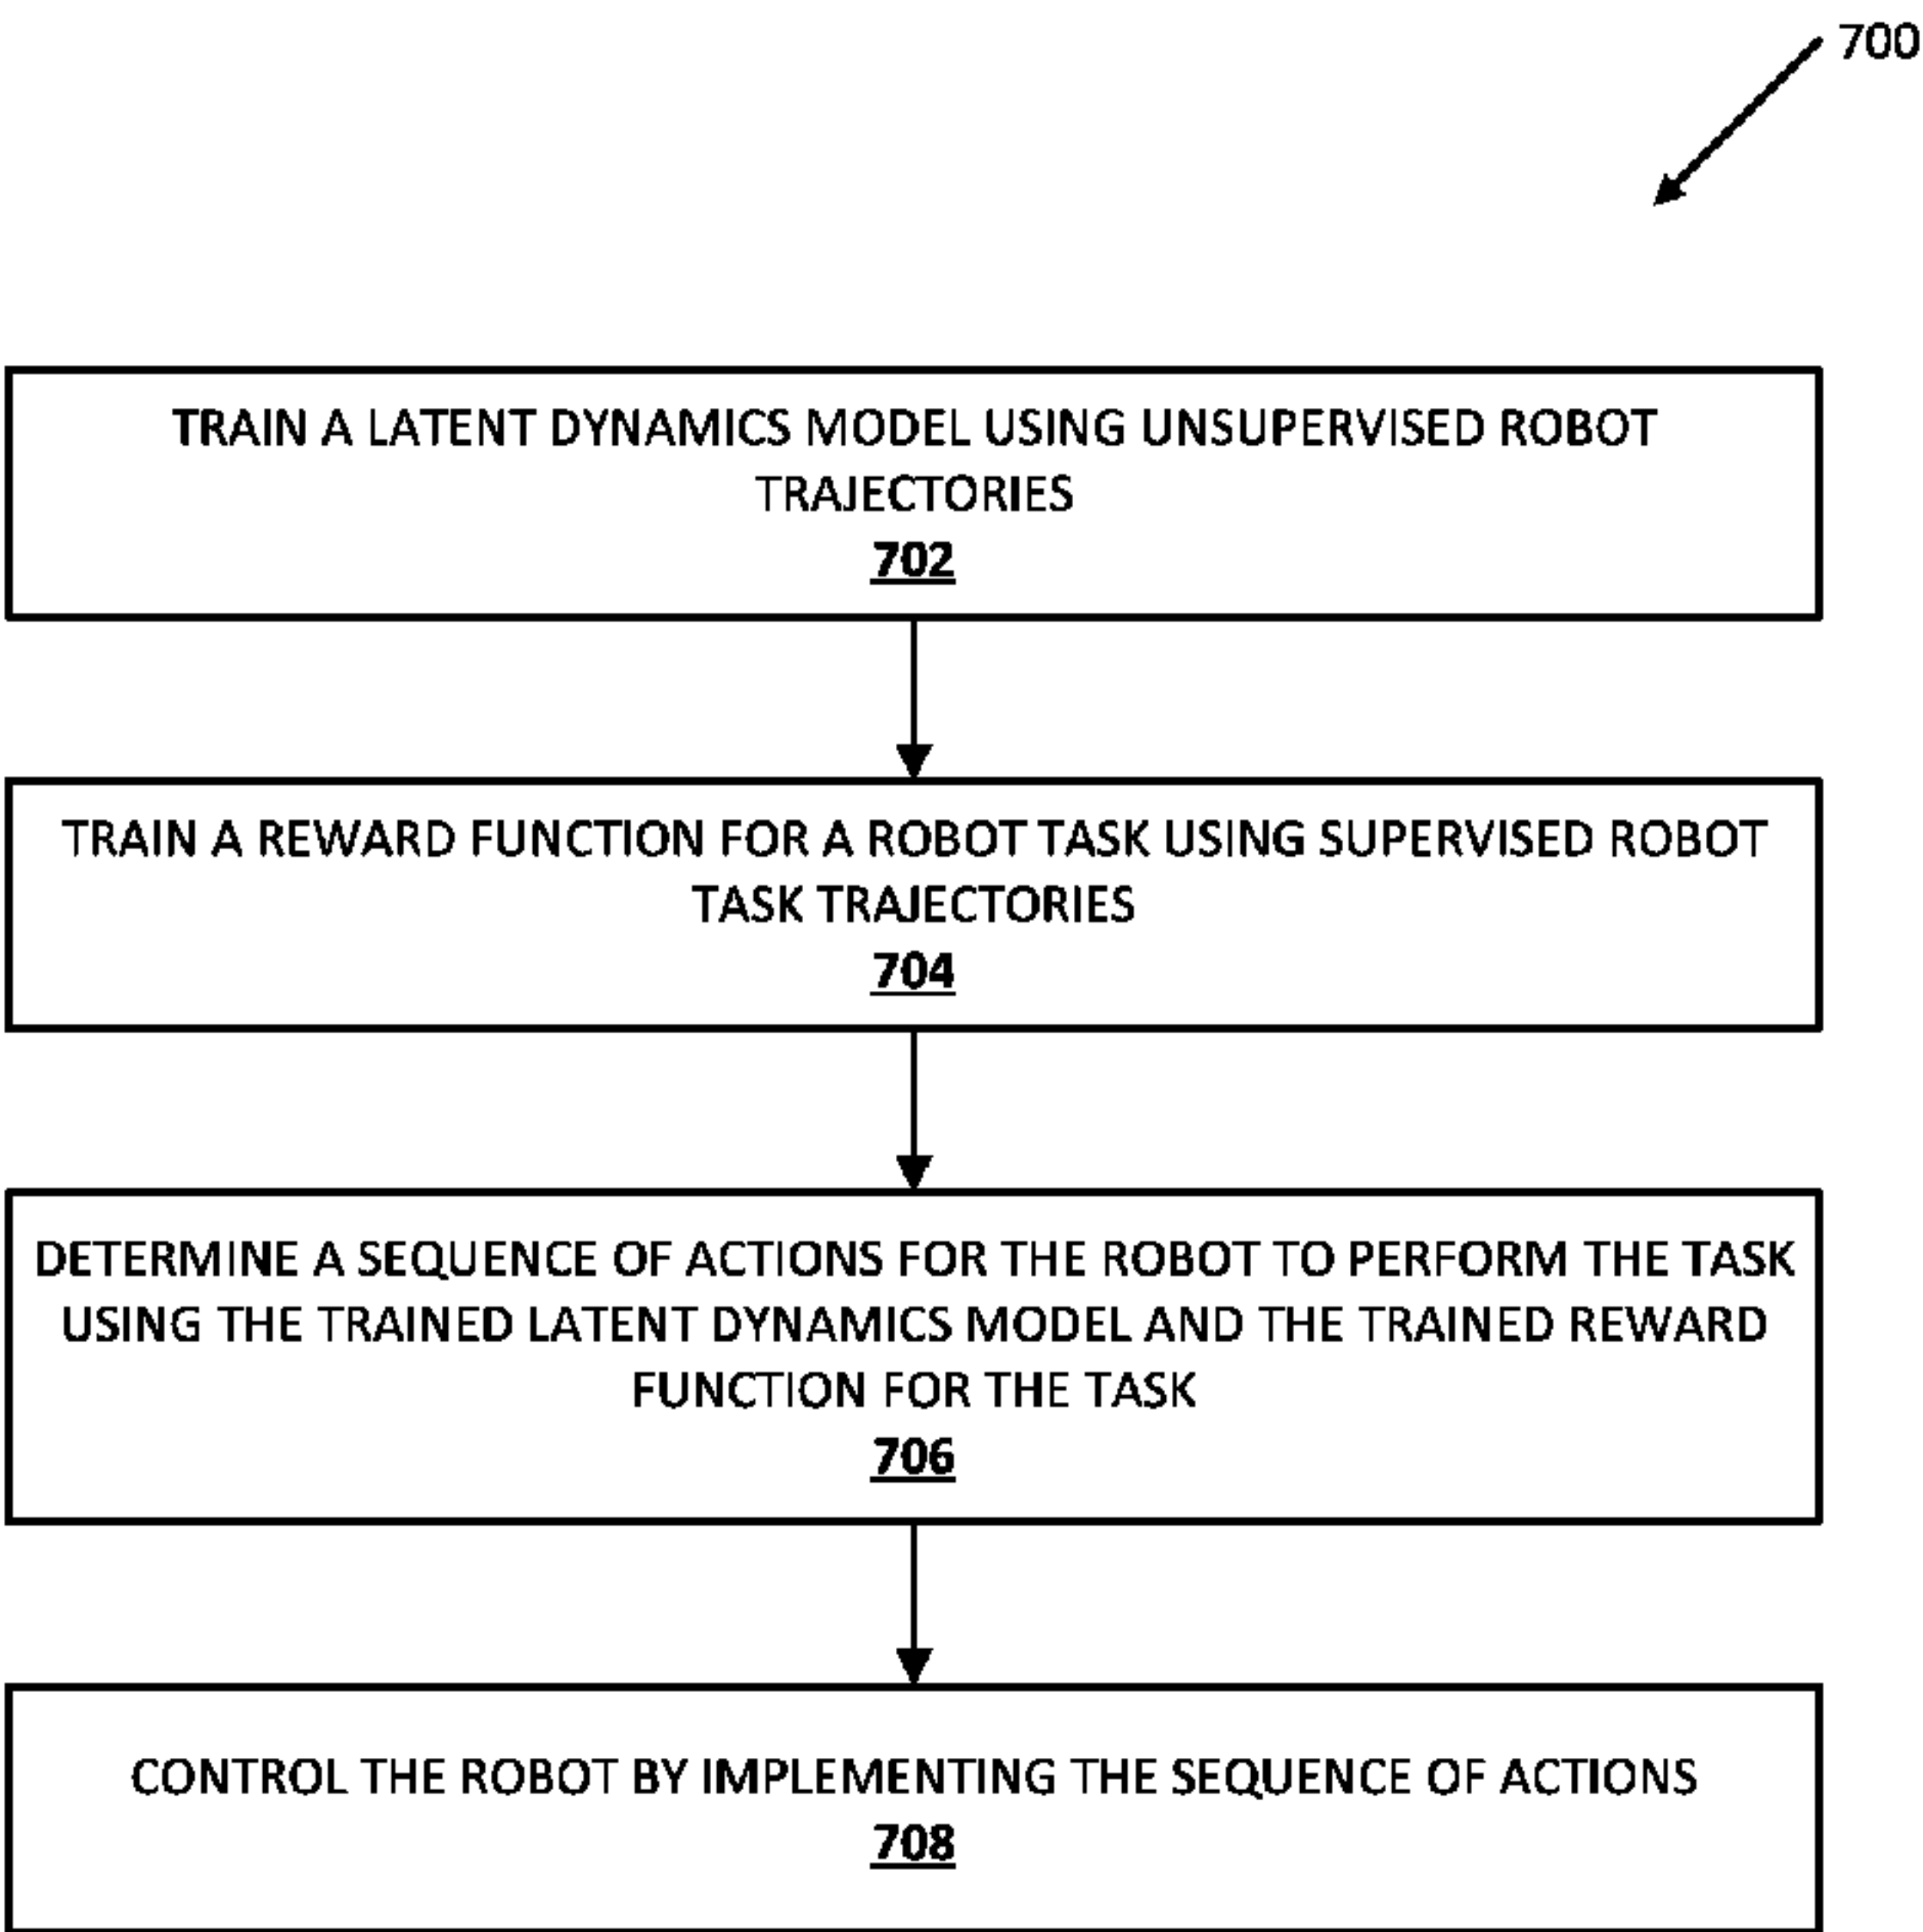 700
TRAIN A LATENT DYNAMICS MODEL USING UNSUPERVISED ROBOT
TRAJECTORIES
702
TRAIN A REWARD FUNCTION FOR A ROBOT TASK USING SUPERVISED ROBOT
TASK TRAJECTORIES
704
DETERMINE A SEQUENCE OF ACTIONS FOR THE ROBOT TO PERFORM THE TASK
USING THE TRAINED LATENT DYNAMICS MODEL AND THE TRAINED REWARD
FUNCTION FOR THE TASK
706
CONTROL THE ROBOT BY IMPLEMENTING THE SEQUENCE OF ACTIONS
708